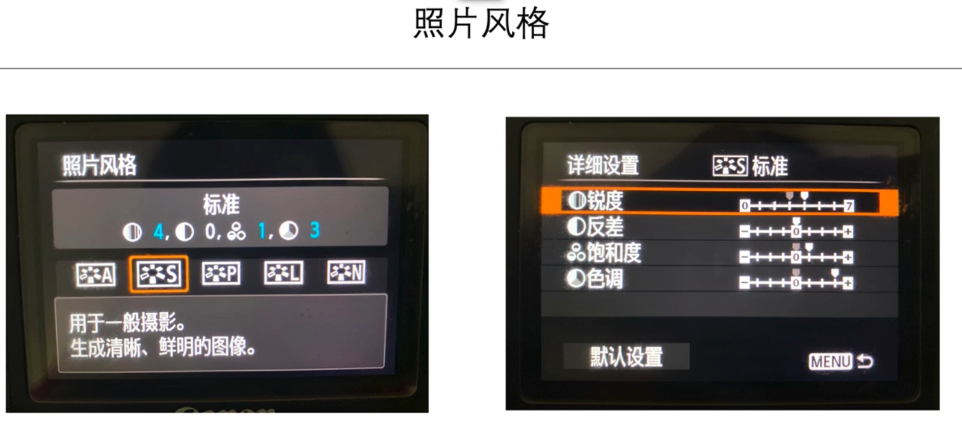 照片风格
照片风格
标准
4, 0, 1, 3
A S P L N
用于一般摄影。
生成清晰、鲜明的图像。
Canon
详细设置 S 标准
锐度 0 7
反差 - 0 +
饱和度 - 0 +
色调 - 0 +
默认设置 MENU